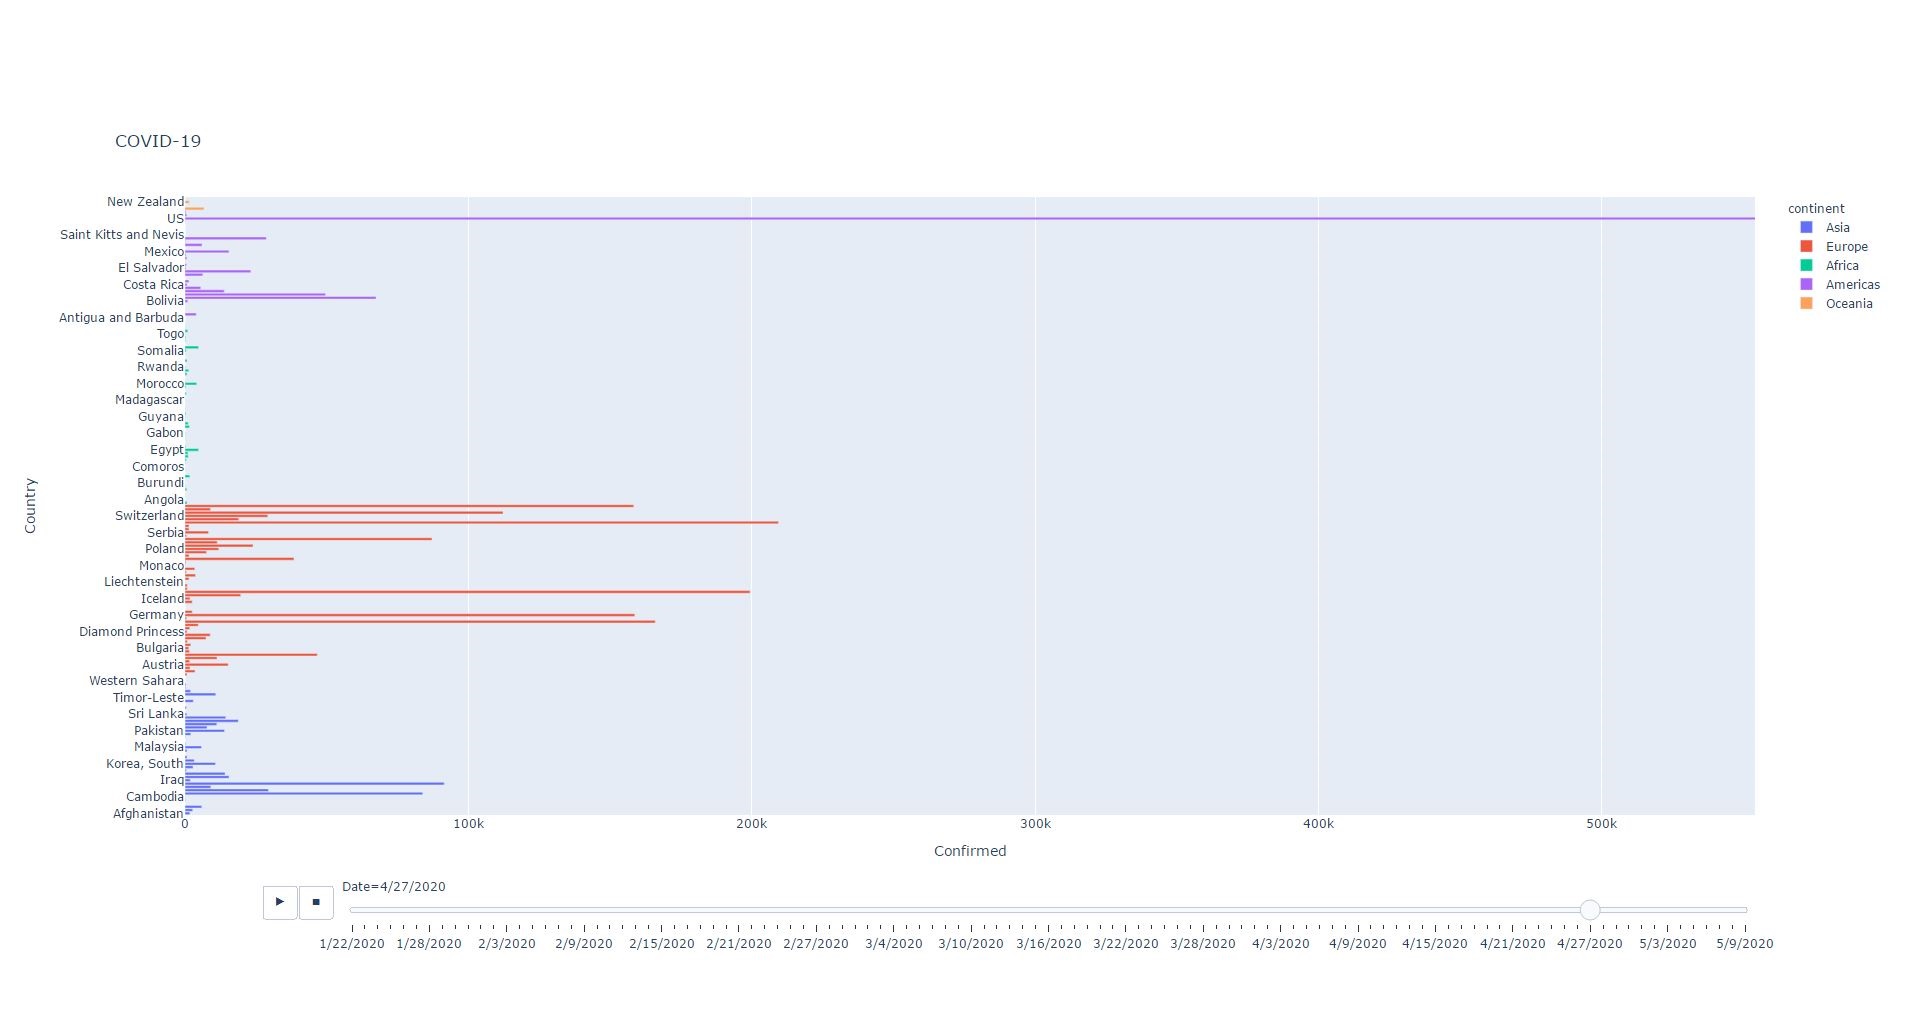 COVID-19
New Zealand
US
Saint Kitts and Nevis
Mexico
El Salvador
Costa Rica
Bolivia
Antigua and Barbuda
Togo
Somalia
Rwanda
Morocco
Madagascar
Guyana
Gabon
Egypt
Comoros
Burundi
Angola
Switzerland
Serbia
Poland
Monaco
Liechtenstein
Iceland
Germany
Diamond Princess
Bulgaria
Austria
Western Sahara
Timor-Leste
Sri Lanka
Pakistan
Malaysia
Korea, South
Iraq
Cambodia
Afghanistan
Country
0 100k 200k 300k 400k 500k
Confirmed
continent
Asia
Europe
Africa
Americas
Oceania
Date=4/27/2020
1/22/2020 1/28/2020 2/3/2020 2/9/2020 2/15/2020 2/21/2020 2/27/2020 3/4/2020 3/10/2020 3/16/2020 3/22/2020 3/28/2020 4/3/2020 4/9/2020 4/15/2020 4/21/2020 4/27/2020 5/3/2020 5/9/2020